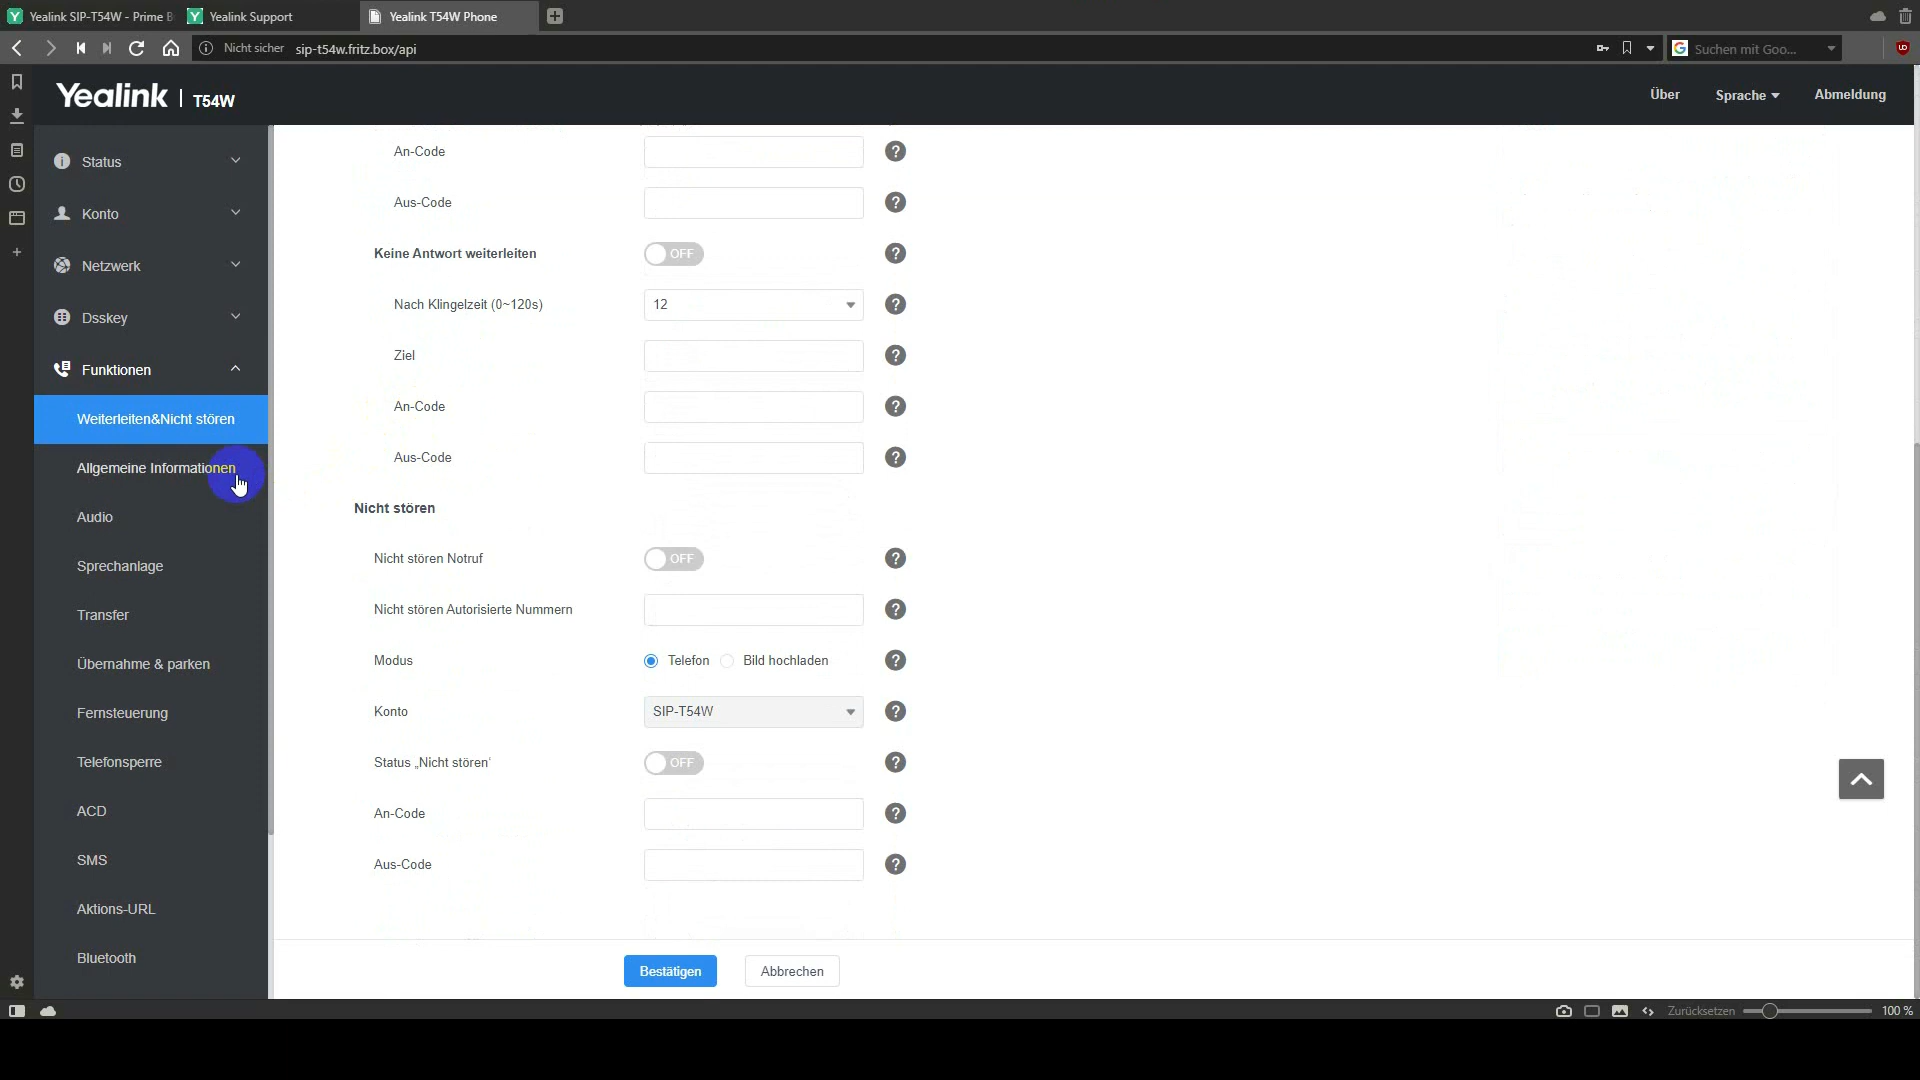 Yealink SIP-T54W - Prime B
Yealink Support
Yealink T54W Phone
Nicht sicher sip-t54w.fritz.box/api
Suchen mit Goo...
Yealink | T54W
Über
Sprache
Abmeldung
Status
Konto
Netzwerk
Dsskey
Funktionen
Weiterleiten&Nicht stören
Allgemeine Informationen
Audio
Sprechanlage
Transfer
Übernahme & parken
Fernsteuerung
Telefonsperre
ACD
SMS
Aktions-URL
Bluetooth
An-Code ?
Aus-Code ?
Keine Antwort weiterleiten OFF ?
Nach Klingelzeit (0~120s) 12 ?
Ziel ?
An-Code ?
Aus-Code ?
Nicht stören
Nicht stören Notruf OFF ?
Nicht stören Autorisierte Nummern ?
Modus Telefon Bild hochladen ?
Konto SIP-T54W ?
Status „Nicht stören' OFF ?
An-Code ?
Aus-Code ?
Bestätigen
Abbrechen
Zurücksetzen
100 %